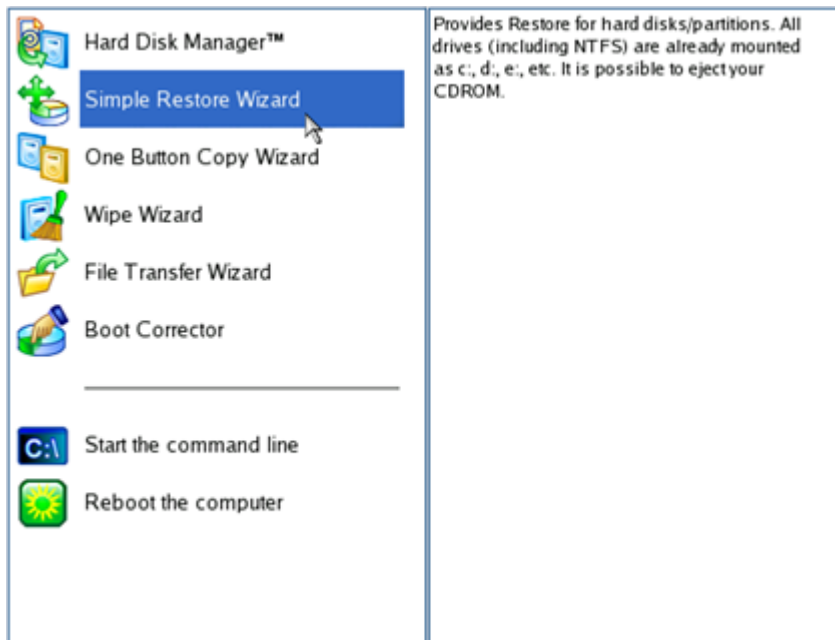 Hard Disk Manager™
Simple Restore Wizard
One Button Copy Wizard
Wipe Wizard
File Transfer Wizard
Boot Corrector
C:\
Start the command line
Reboot the computer
Provides Restore for hard disks/partitions. All
drives (including NTFS) are already mounted
as c:, d:, e:, etc. It is possible to eject your
CDROM.